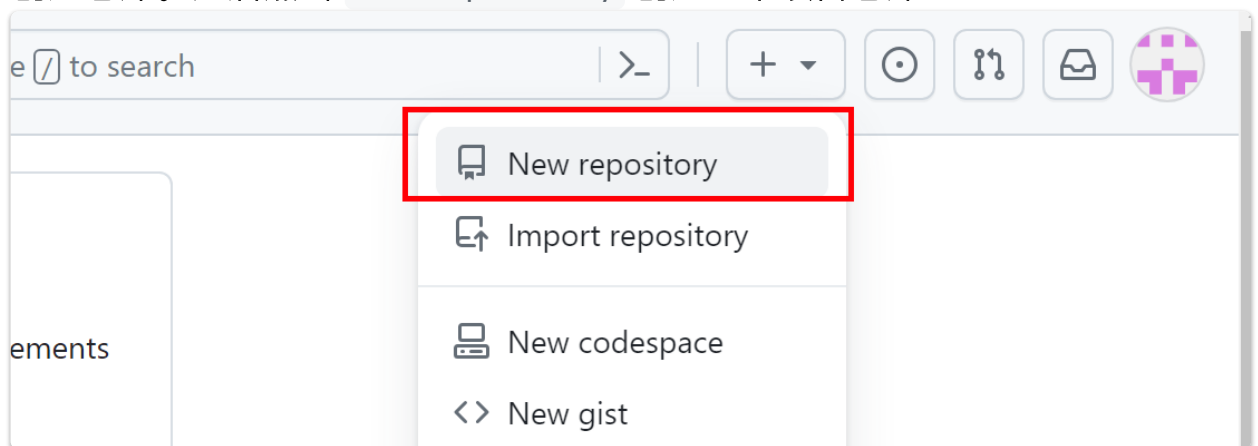 e / to search
New repository
Import repository
New codespace
ements
New gist